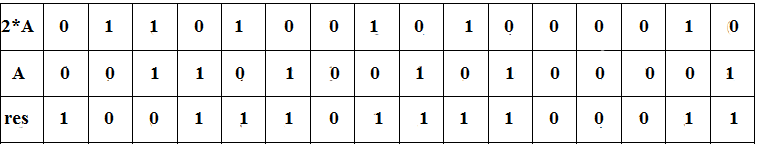 2*A 0 1 1 0 1 0 0 1 0 1 0 0 0 0 1 0
A 0 0 1 1 0 1 0 0 1 0 1 0 0 0 0 1
res 1 0 0 1 1 1 0 1 1 1 1 0 0 0 1 1